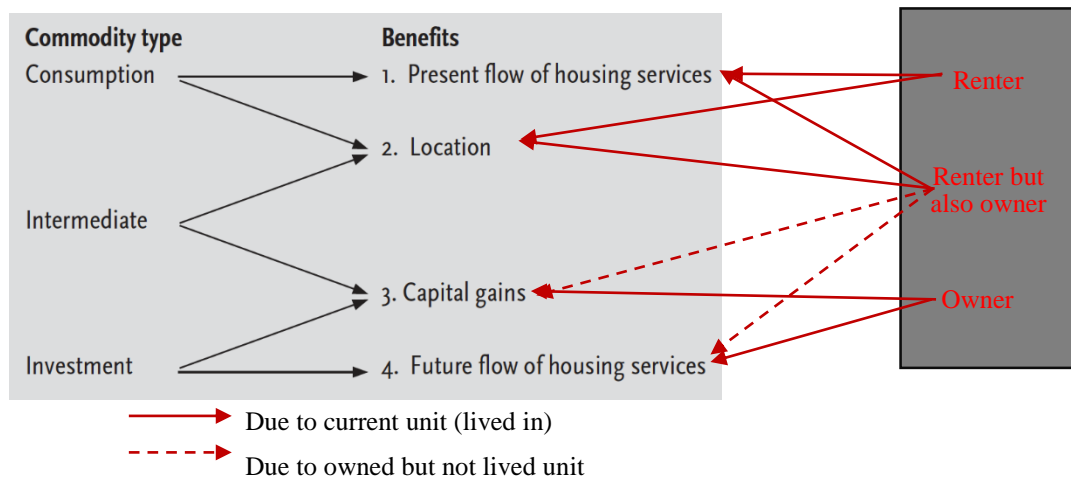 Commodity type
Benefits
Consumption
1. Present flow of housing services
Renter
2. Location
Renter but
also owner
Intermediate
3. Capital gains
Owner
Investment
4. Future flow of housing services
Due to current unit (lived in)
Due to owned but not lived unit